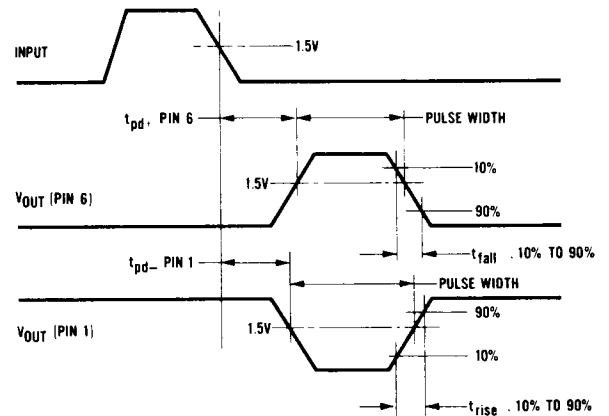 INPUT
1.5V
tpd+ PIN 6
PULSE WIDTH
10%
1.5V
VOUT (PIN 6)
90%
tfall . 10% TO 90%
tpd– PIN 1
PULSE WIDTH
90%
1.5V
VOUT (PIN 1)
10%
trise . 10% TO 90%